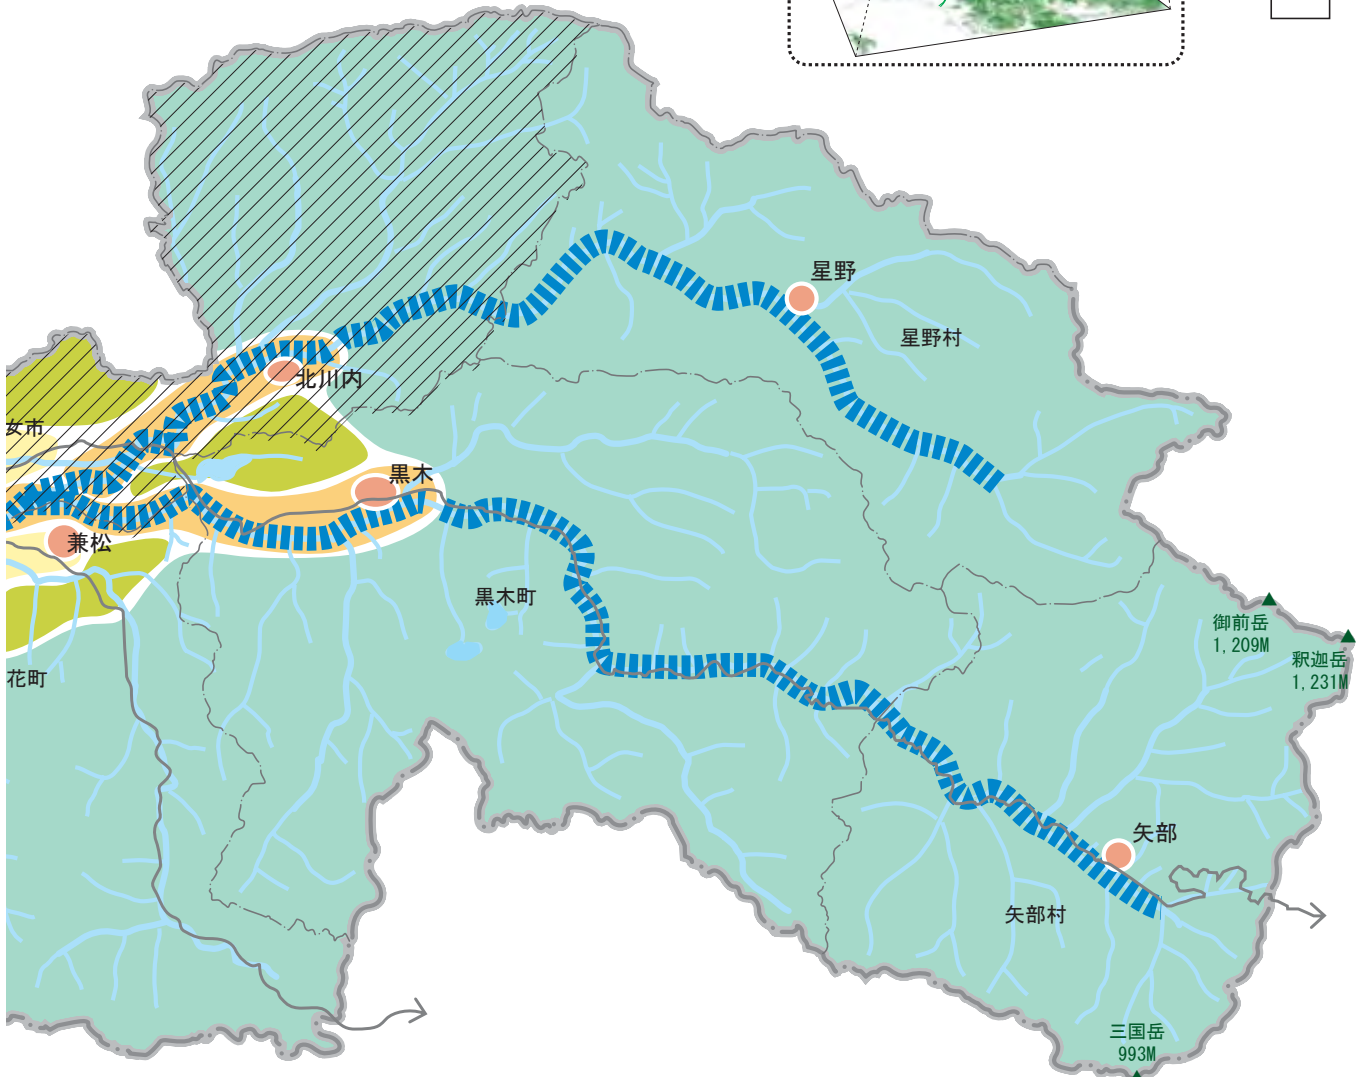 星野
星野村
北川内
女市
黒木
兼松
黒木町
御前岳
1,209M
釈迦岳
1,231M
花町
矢部
矢部村
三国岳
993M